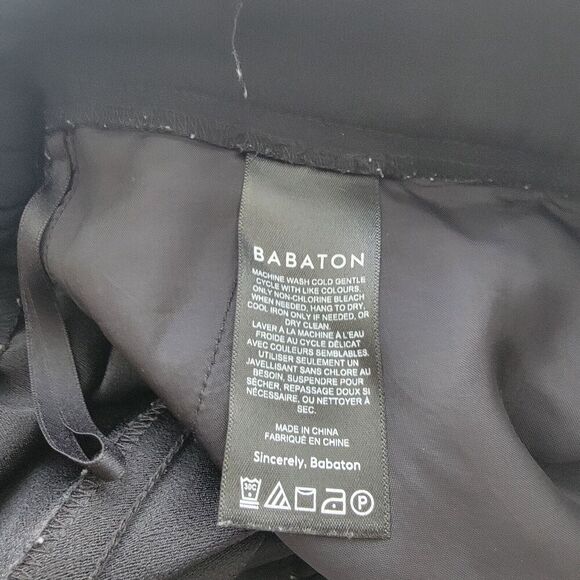 BABATON
MACHINE WASH COLD GENTLE
CYCLE WITH LIKE COLOURS.
ONLY NON-CHLORINE BLEACH
WHEN NEEDED, HANG TO DRY.
COOL IRON ONLY IF NEEDED, OR
DRY CLEAN.
LAVER À LA MACHINE À L'EAU
FROIDE AU CYCLE DÉLICAT
AVEC COULEURS SEMBLABLES.
UTILISER SEULEMENT UN
JAVELLISANT SANS CHLORE AU
BESOIN, SUSPENDRE POUR
SÉCHER, REPASSAGE DOUX SI
NÉCESSAIRE, OU NETTOYER À
SEC.
MADE IN CHINA
FABRIQUÉ EN CHINE
Sincerely, Babaton
30C P